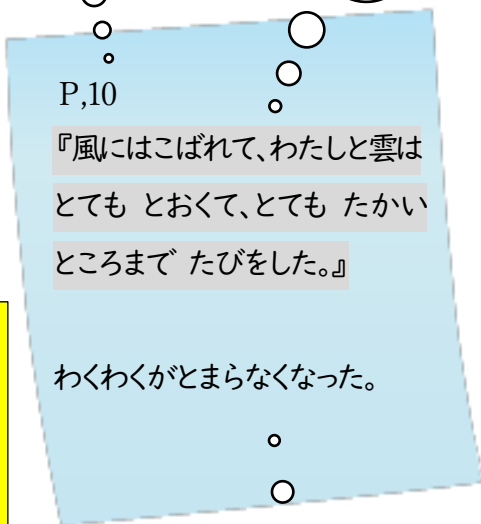 P,10
『風にはこばれて、わたしと雲は
とても とおくて、とても たかい
ところまで たびをした。』
わくわくがとまらなくなった。